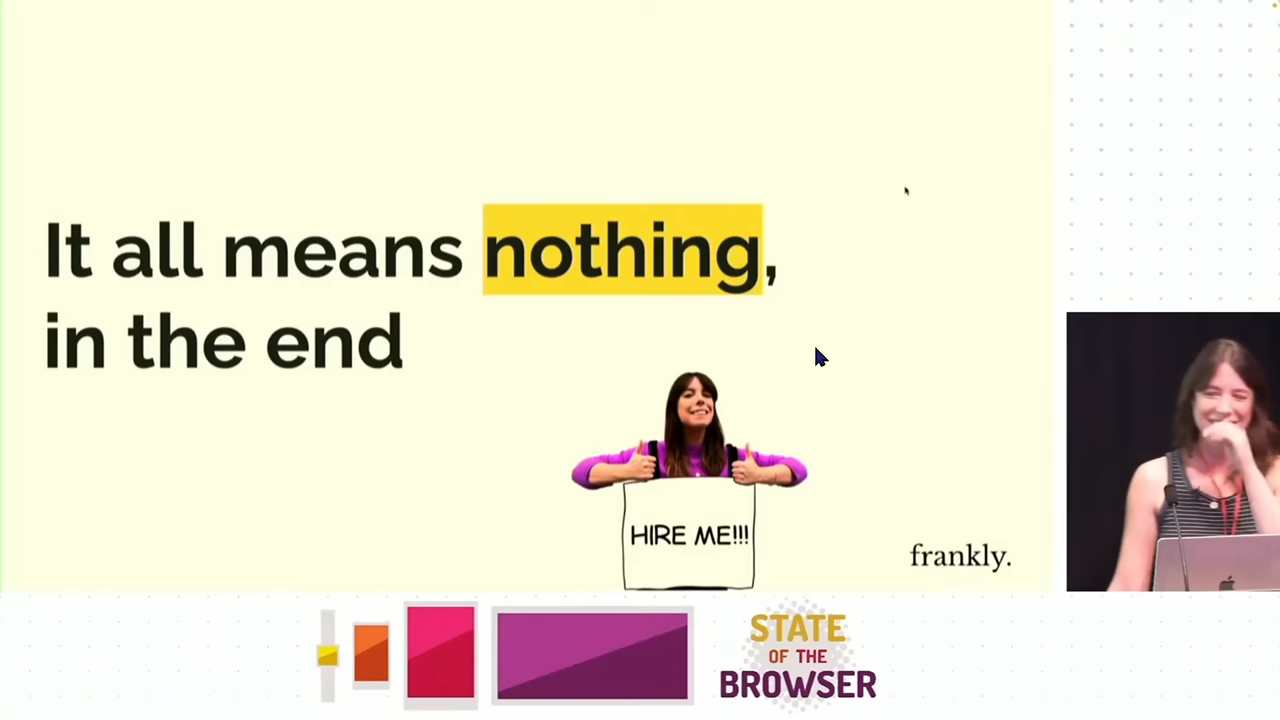 It all means nothing,
in the end
HIRE ME!!!
frankly.
STATE
OF THE
BROWSER